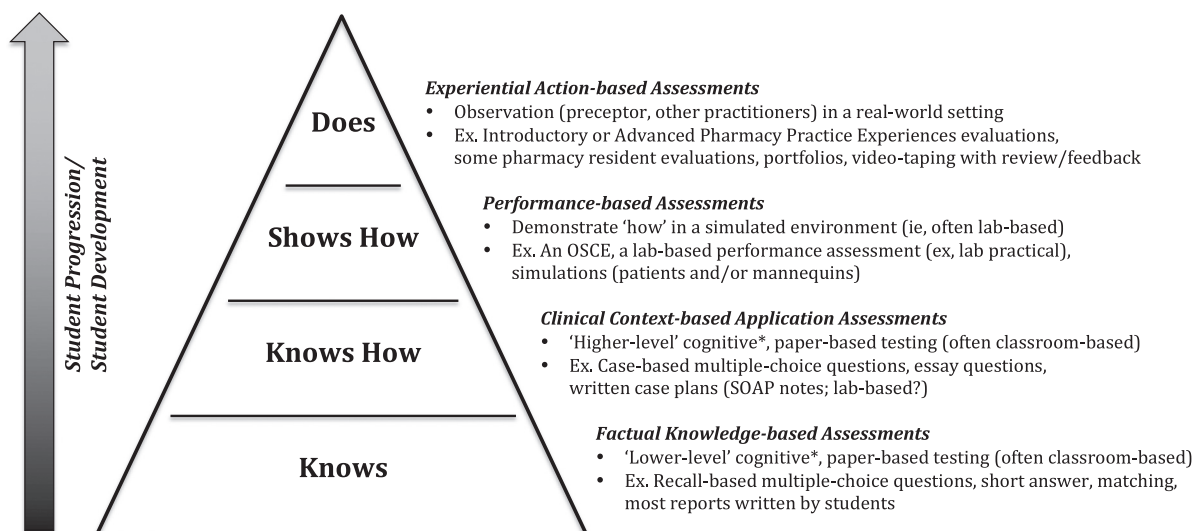 Student Progression/
Student Development
Does
Experiential Action-based Assessments
• Observation (preceptor, other practitioners) in a real-world setting
• Ex. Introductory or Advanced Pharmacy Practice Experiences evaluations,
some pharmacy resident evaluations, portfolios, video-taping with review/feedback
Shows How
Performance-based Assessments
• Demonstrate ‘how’ in a simulated environment (ie, often lab-based)
• Ex. An OSCE, a lab-based performance assessment (ex, lab practical),
simulations (patients and/or mannequins)
Knows How
Clinical Context-based Application Assessments
• ‘Higher-level’ cognitive*, paper-based testing (often classroom-based)
• Ex. Case-based multiple-choice questions, essay questions,
written case plans (SOAP notes; lab-based?)
Knows
Factual Knowledge-based Assessments
• ‘Lower-level’ cognitive*, paper-based testing (often classroom-based)
• Ex. Recall-based multiple-choice questions, short answer, matching,
most reports written by students